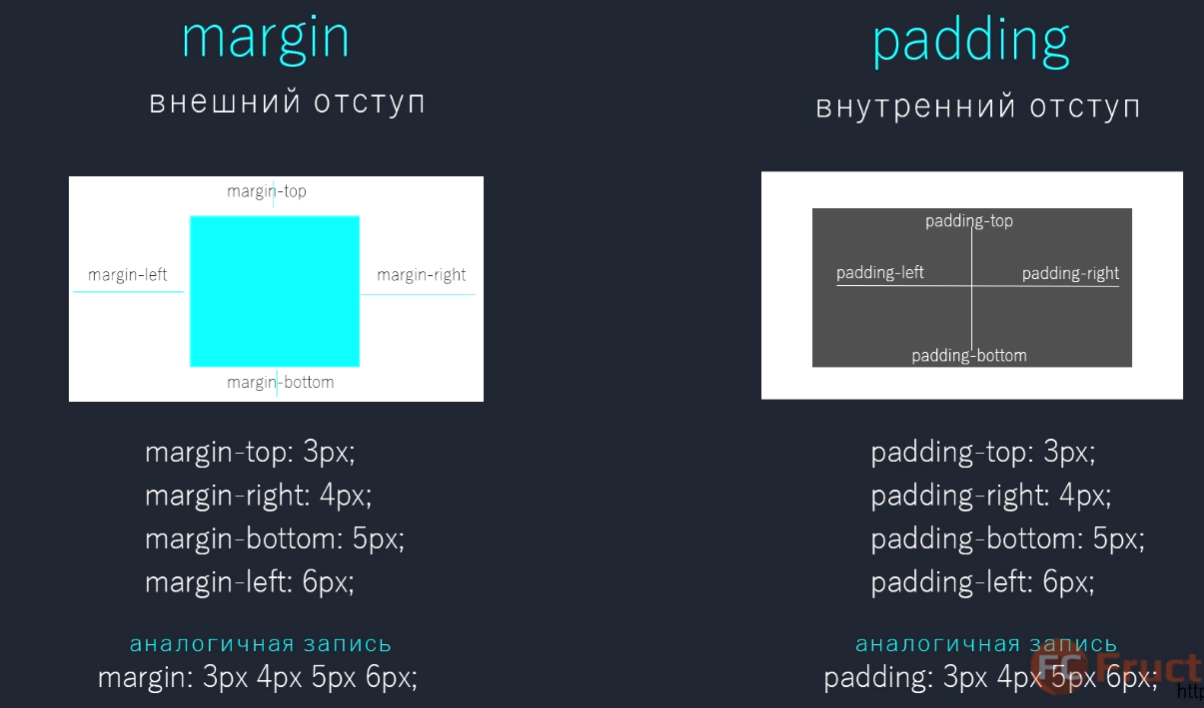 margin
внешний отступ
margin-top
margin-left
margin-right
margin-bottom
margin-top: 3px;
margin-right: 4px;
margin-bottom: 5px;
margin-left: 6px;
аналогичная запись
margin: 3px 4px 5px 6px;
padding
внутренний отступ
padding-top
padding-left
padding-right
padding-bottom
padding-top: 3px;
padding-right: 4px;
padding-bottom: 5px;
padding-left: 6px;
аналогичная запись
padding: 3px 4px 5px 6px;
FC Fruct
http